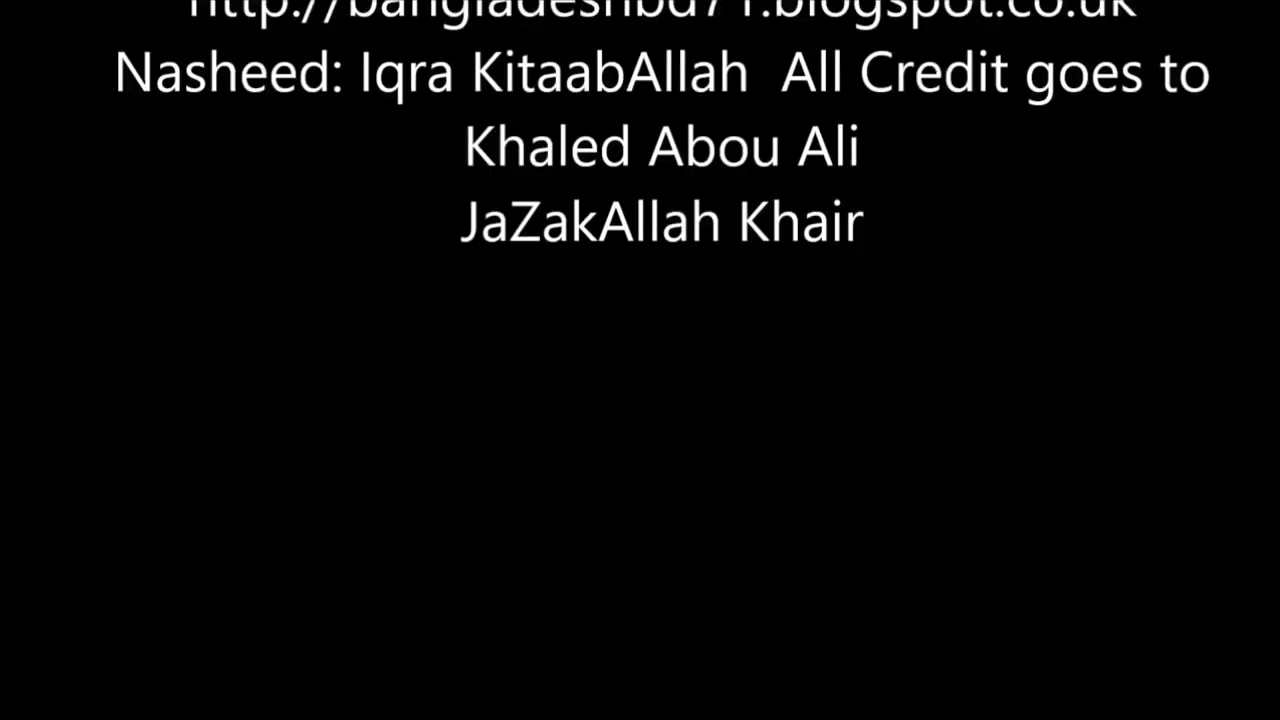 http://bangladeshbd71.blogspot.co.uk
Nasheed: Iqra KitaabAllah  All Credit goes to
Khaled Abou Ali
JaZakAllah Khair